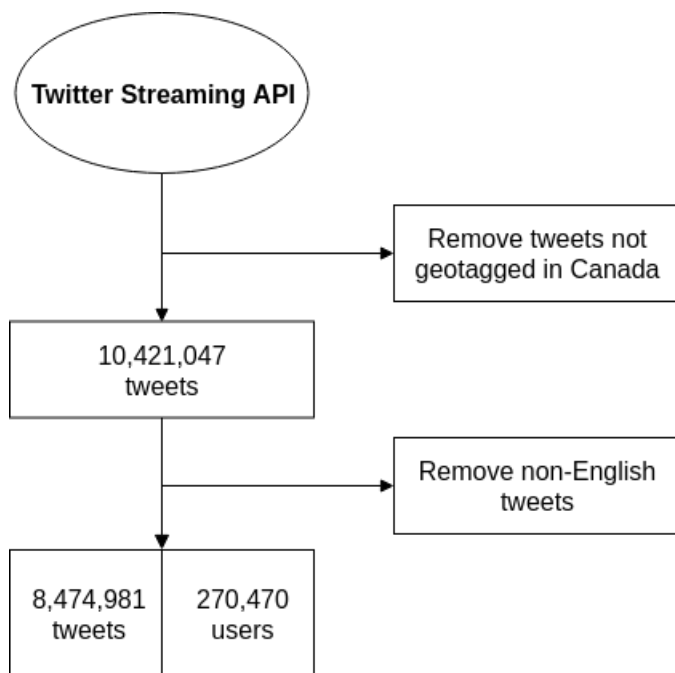 Twitter Streaming API
Remove tweets not
geotagged in Canada
10,421,047
tweets
Remove non-English
tweets
8,474,981
tweets
270,470
users